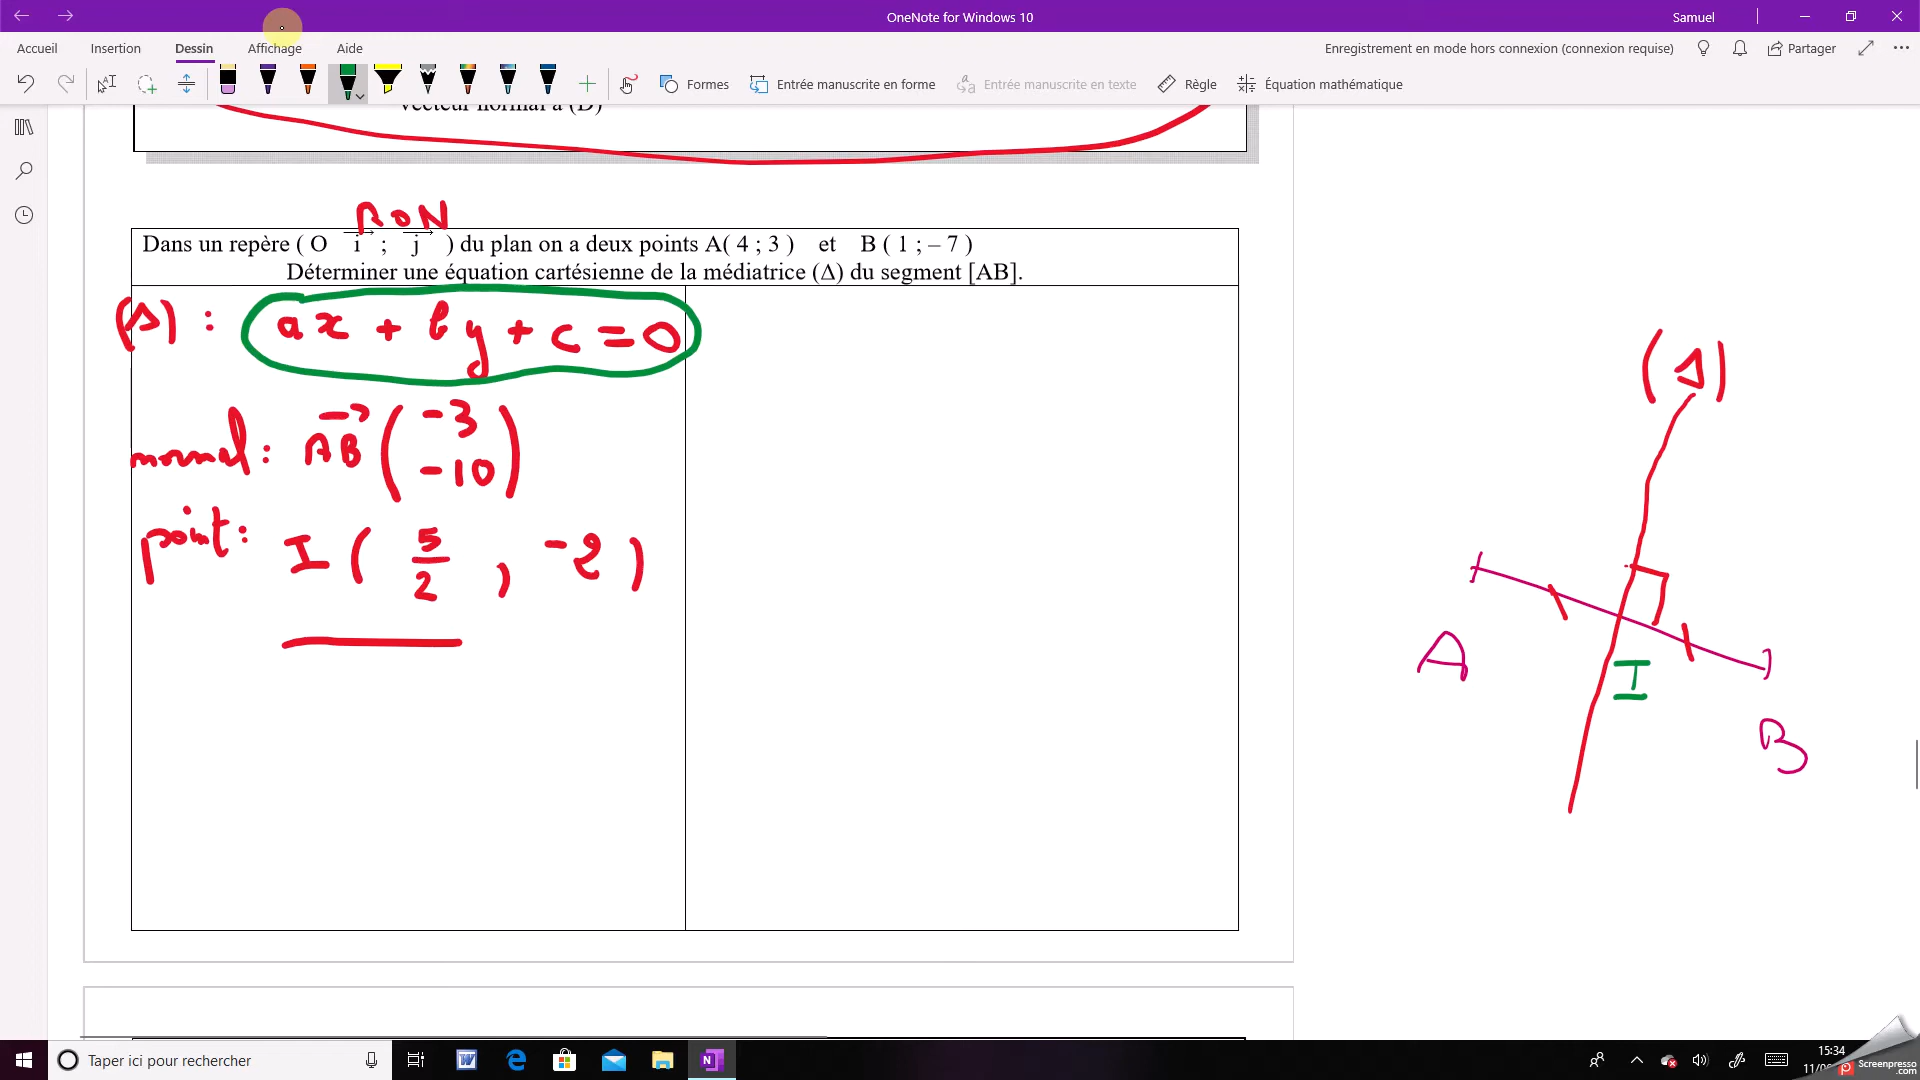 OneNote for Windows 10
Samuel
Accueil Insertion Dessin Affichage Aide
Enregistrement en mode hors connexion (connexion requise) Partager
Formes Entrée manuscrite en forme Entrée manuscrite en texte Règle Équation mathématique
vecteur normal à (D)
RON
Dans un repère ( O i ; j ) du plan on a deux points A( 4 ; 3 ) et B ( 1 ; – 7 )
Déterminer une équation cartésienne de la médiatrice (Δ) du segment [AB].
(Δ) : ax + by + c = 0
normal : AB ( -3
-10 )
point : I ( 5/2 , -2 )
(Δ)
A
I
B
Taper ici pour rechercher
15:34
Screenpresso
.com